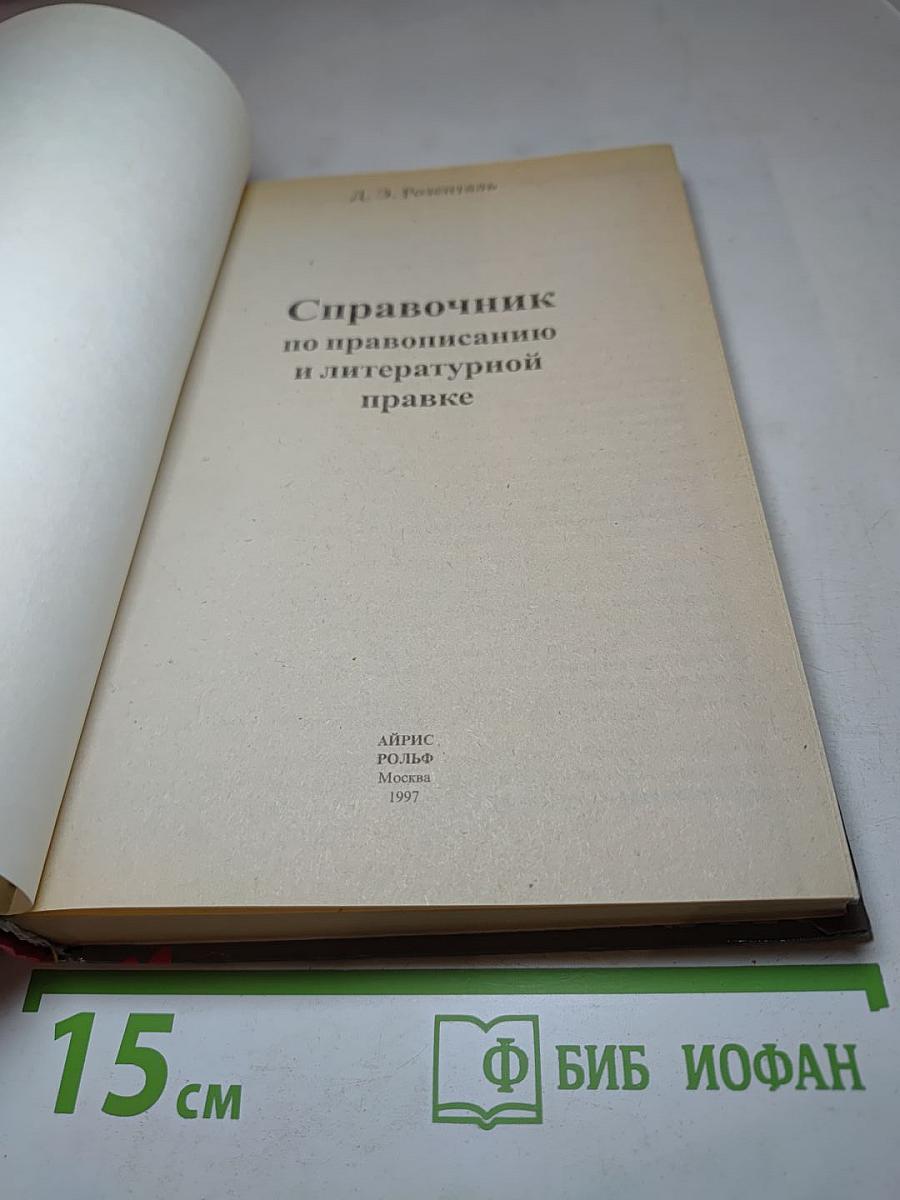 Д. Э. Розенталь
Справочник
по правописанию
и литературной
правке
АЙРИС
РОЛЬФ
Москва
1997
15 см
Ф БИБ ИОФАН